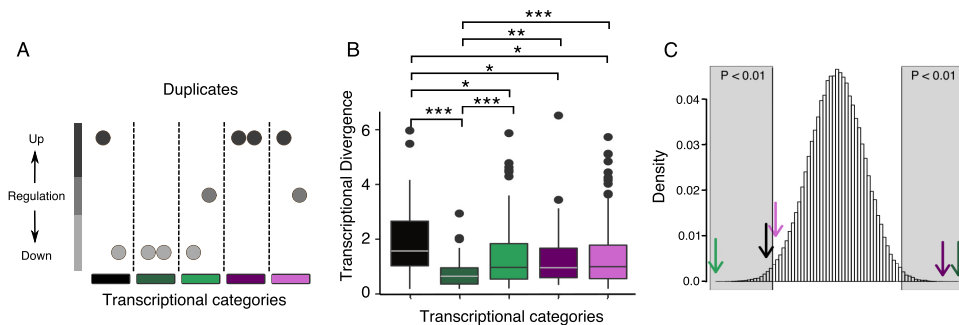 A
Duplicates
Up
Regulation
Down
Transcriptional categories
B
***
**
*
*
*
***
***
Transcriptional Divergence
6
4
2
0
Transcriptional categories
C
P < 0.01
P < 0.01
Density
0.04
0.03
0.02
0.01
0.0